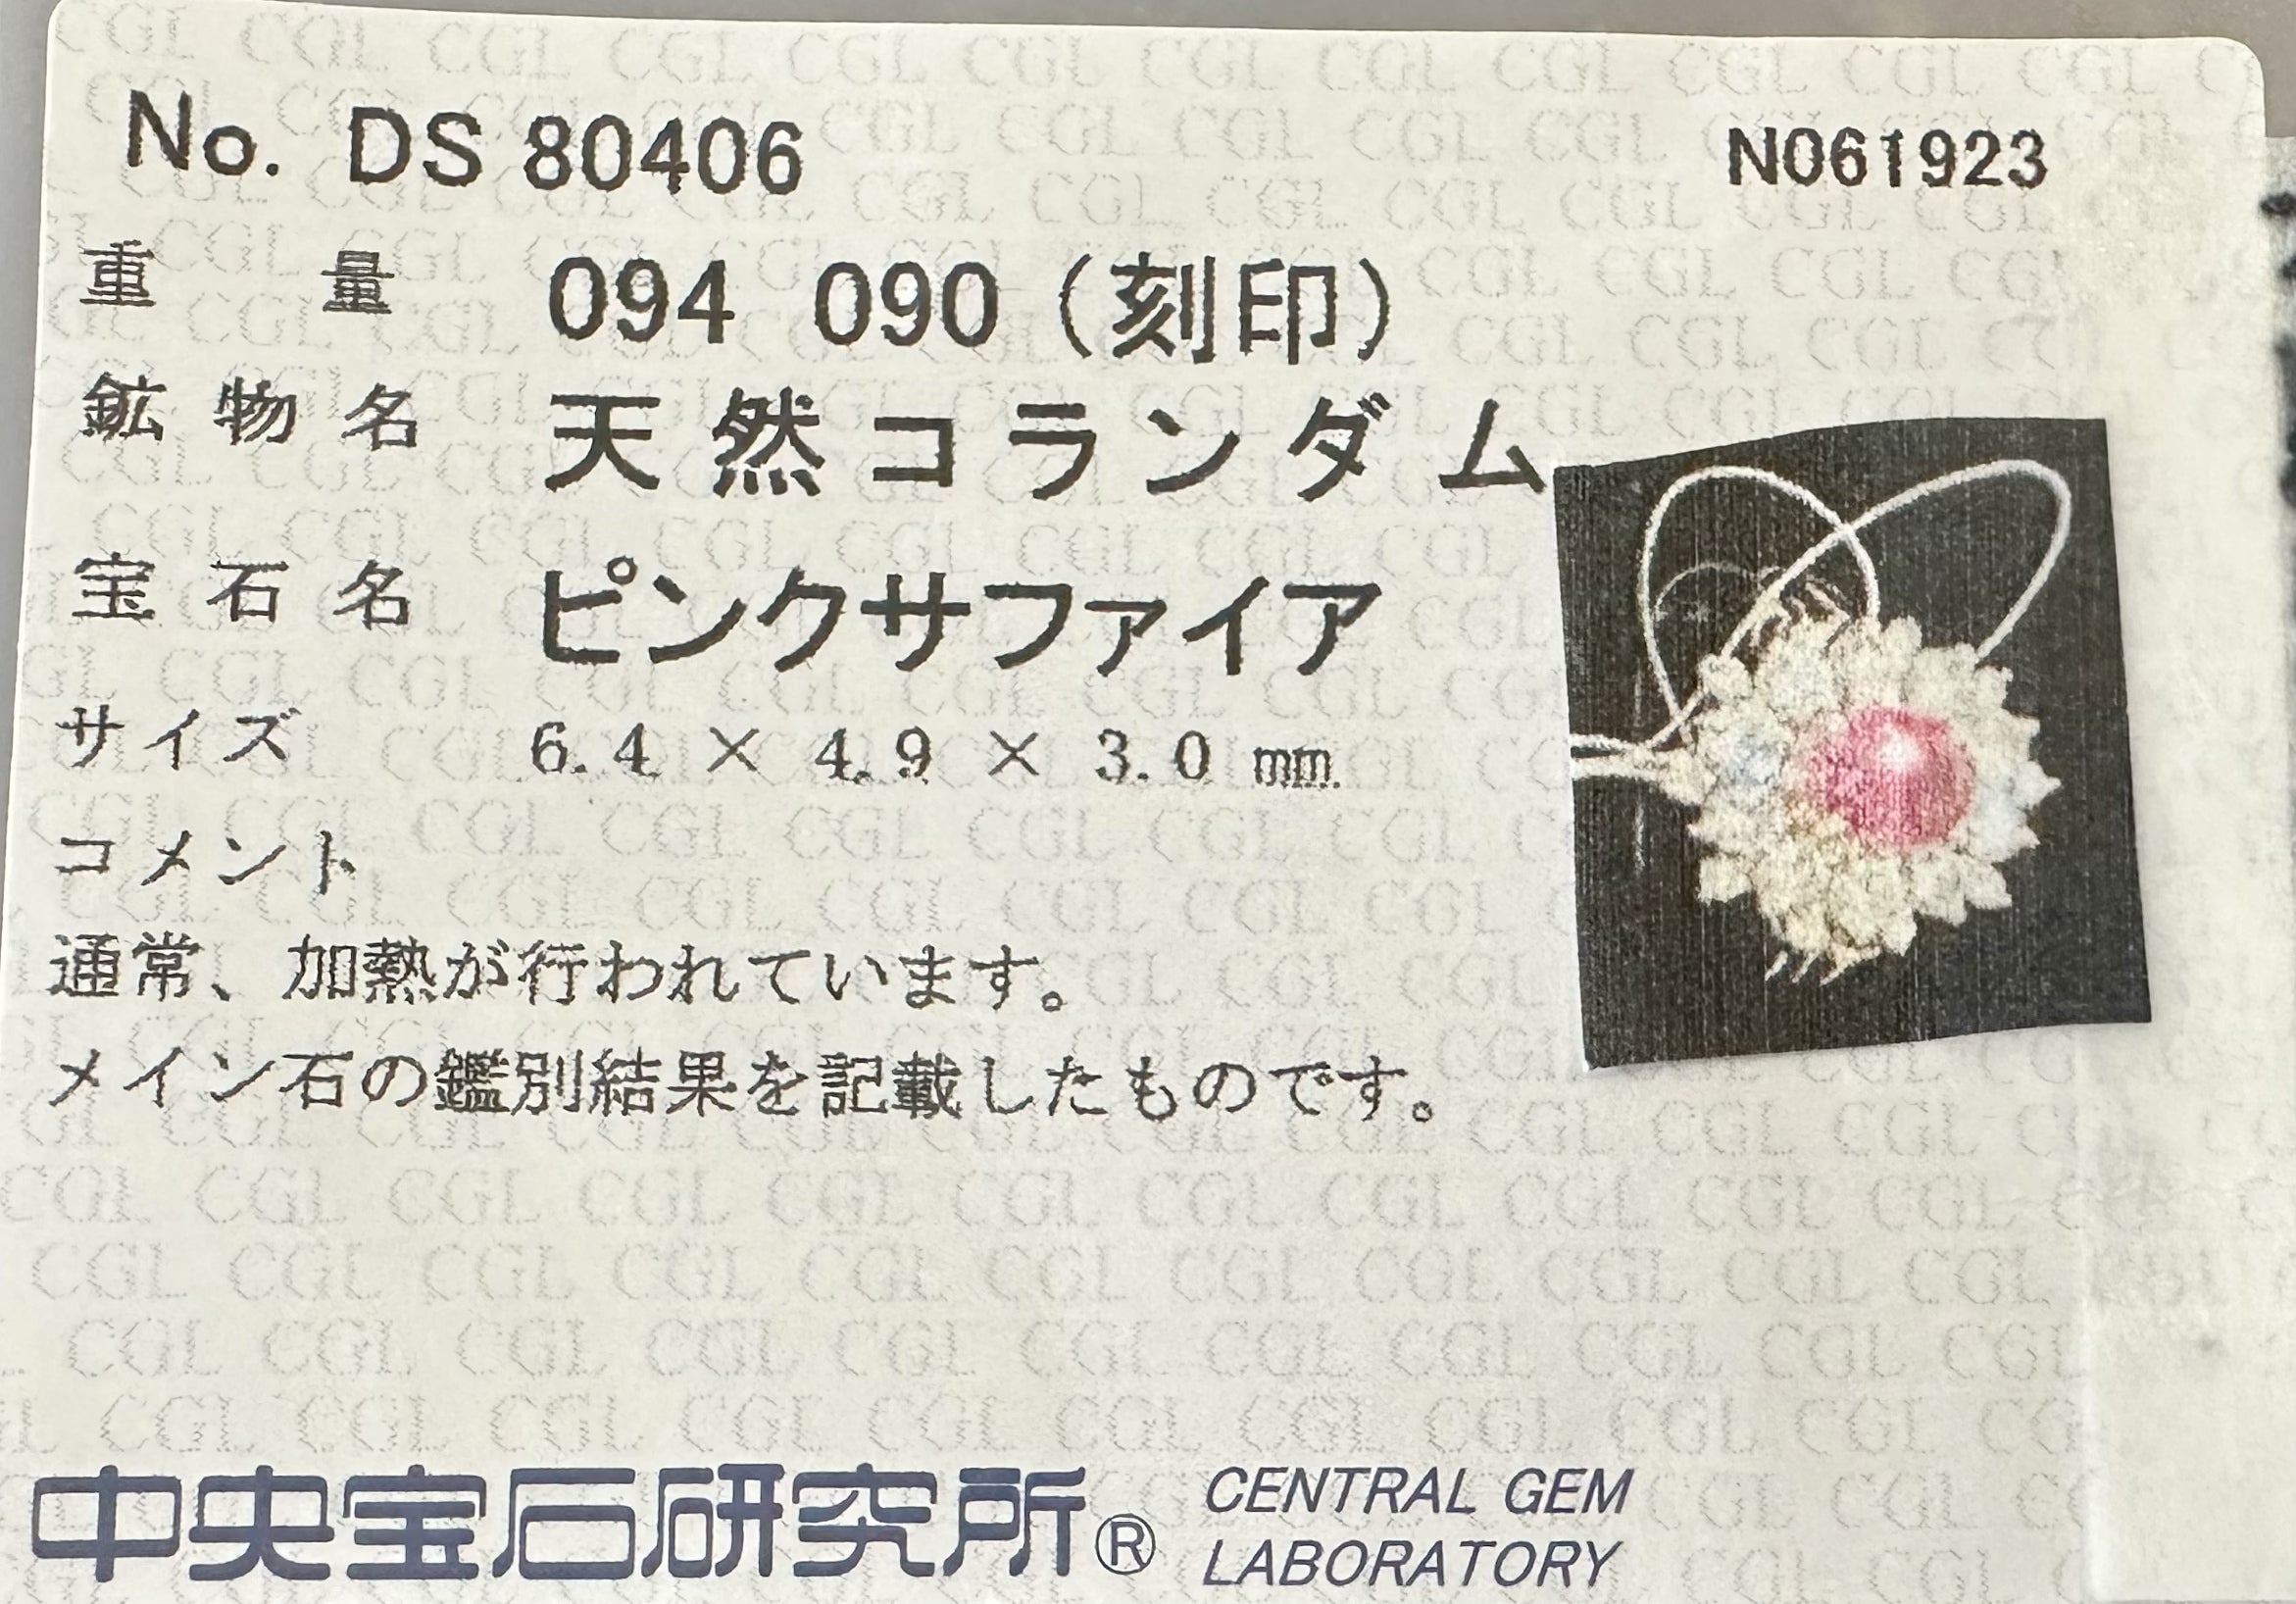 No. DS 80406 N061923
重量 094 090 (刻印)
鉱物名 天然コランダム
宝石名 ピンクサファイア
サイズ 6.4 × 4.9 × 3.0 mm
コメント
通常、加熱が行われています。
メイン石の鑑別結果を記載したものです。
中央宝石研究所® CENTRAL GEM
LABORATORY